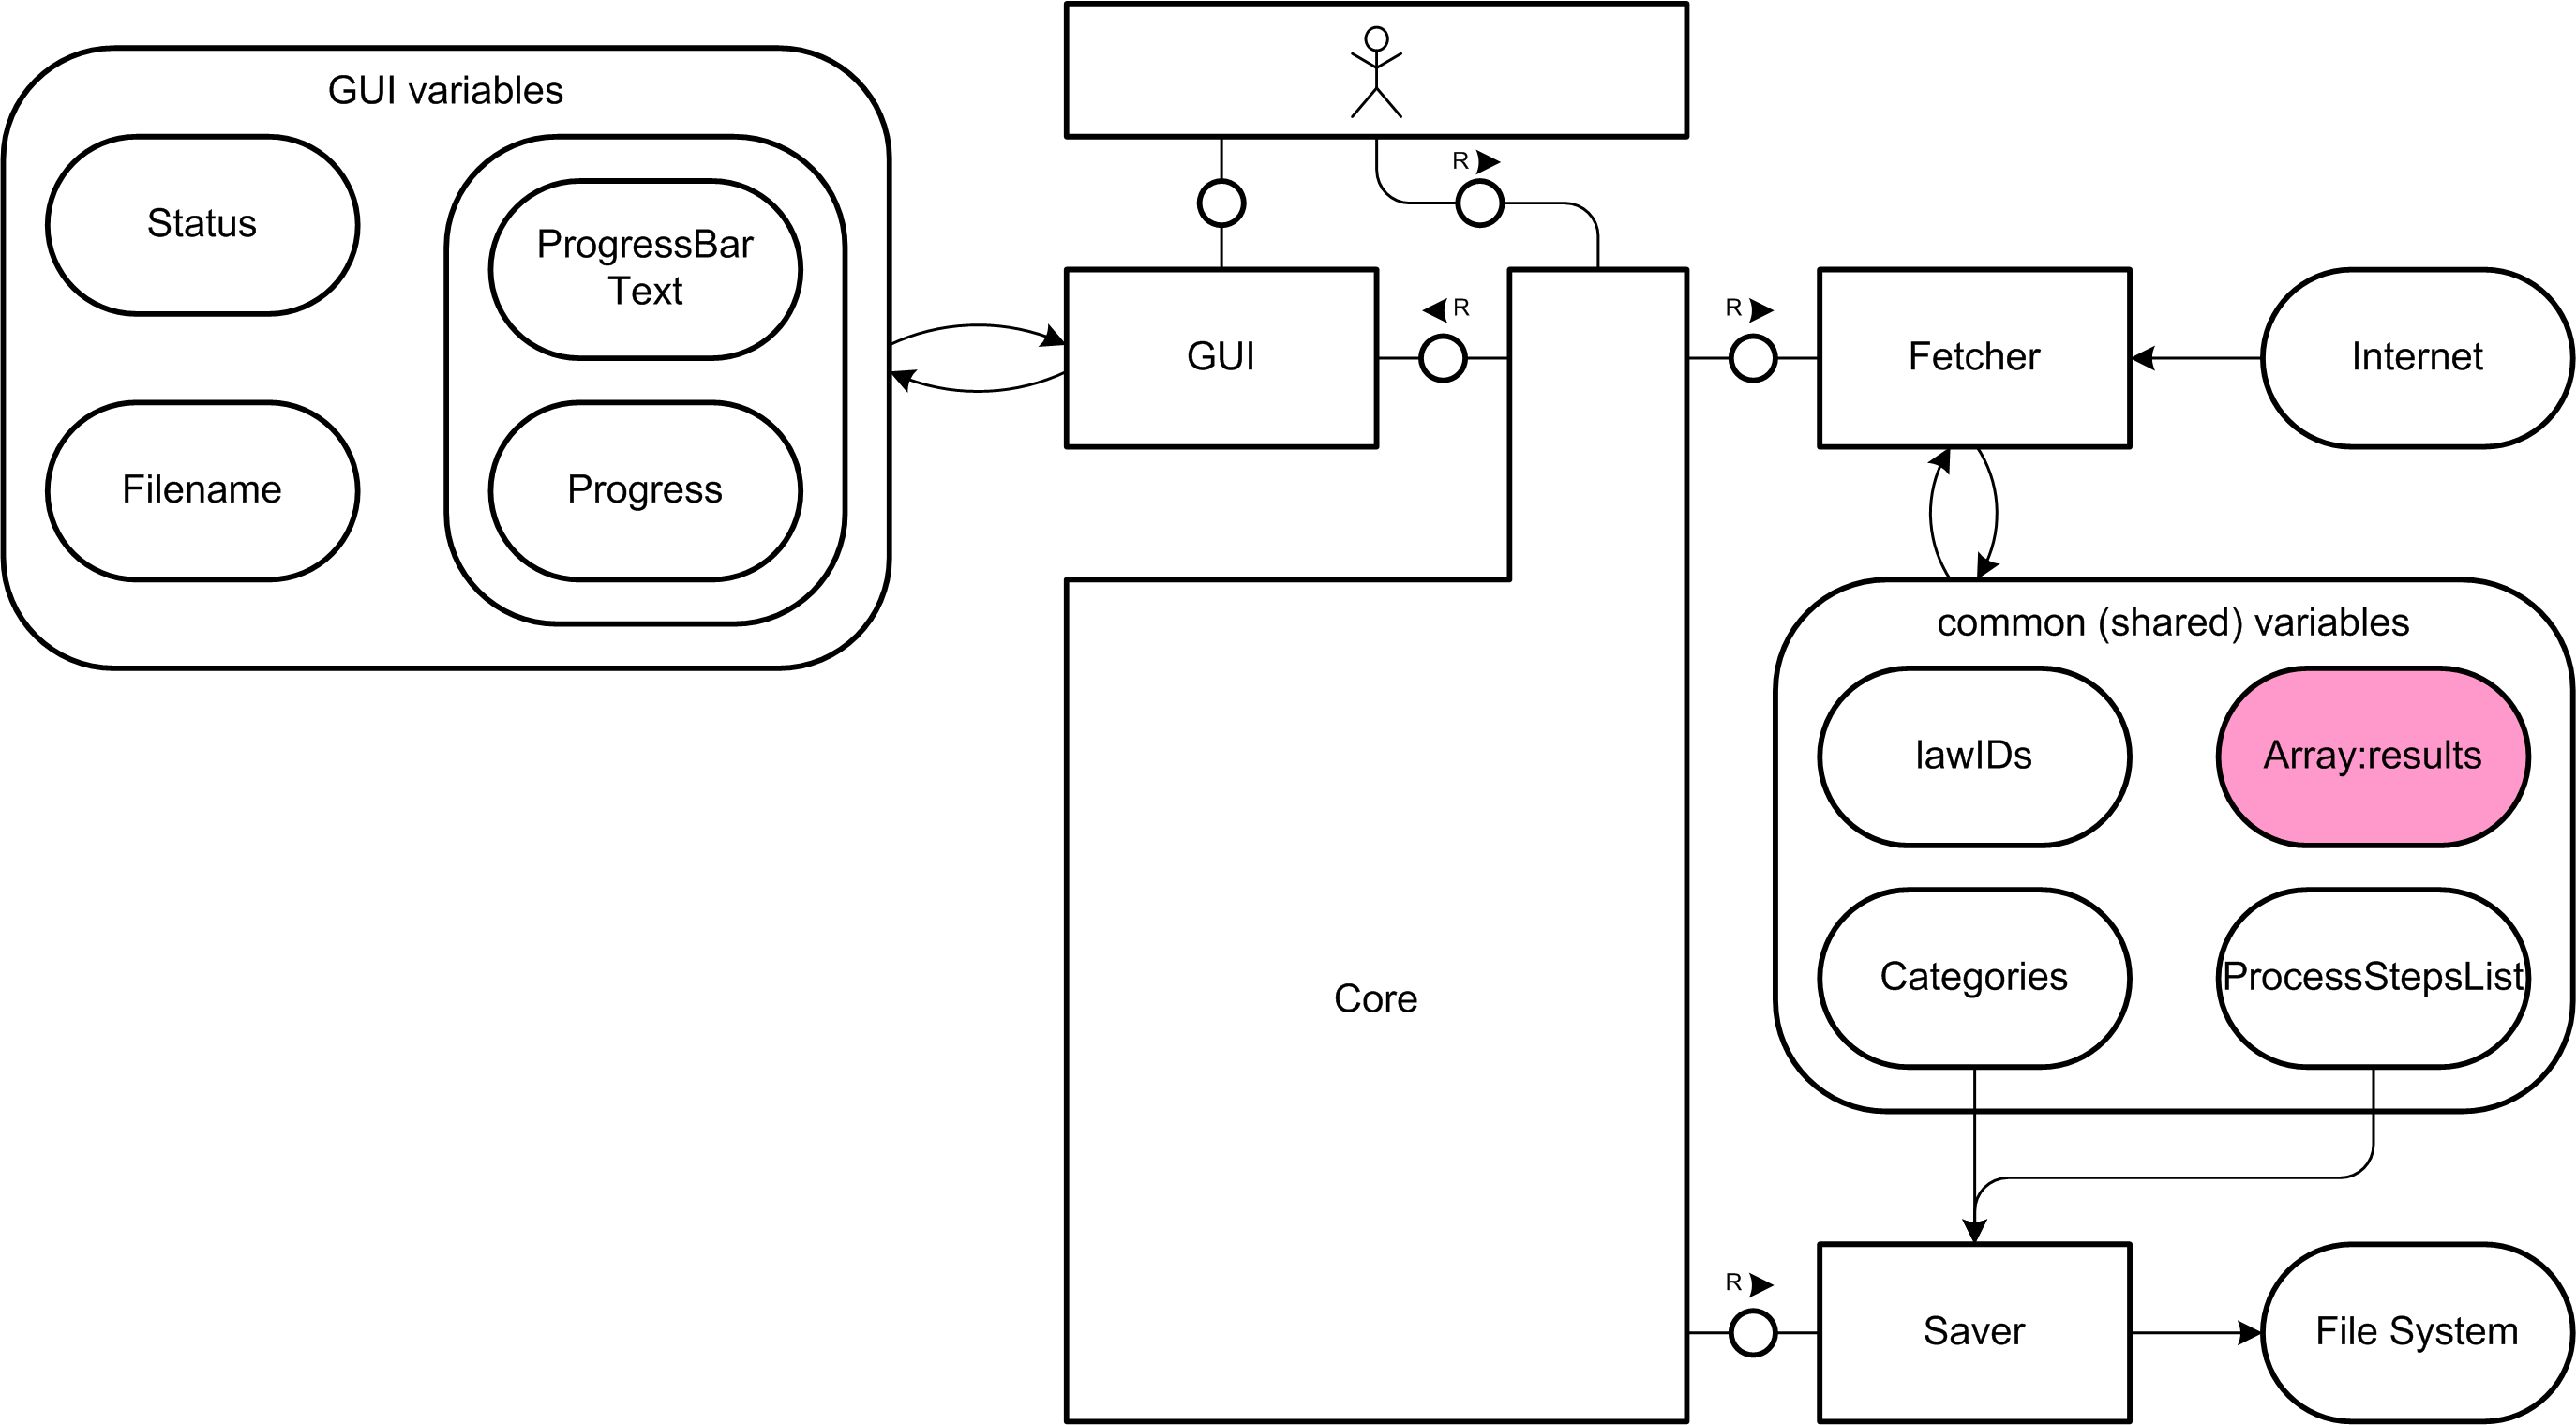 GUI variables
Status
ProgressBar
Text
Filename
Progress
R
R
R
GUI
Fetcher
Internet
common (shared) variables
lawIDs
Array:results
Categories
ProcessStepsList
Core
R
Saver
File System